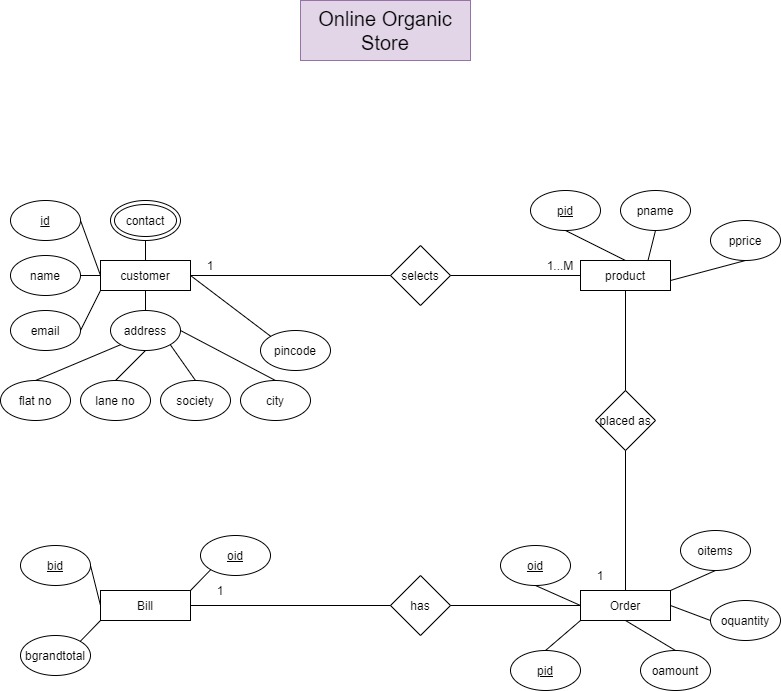 Online Organic
Store
id
contact
pid
pname
pprice
name
customer
1
selects
1...M
product
email
address
pincode
flat no
lane no
society
city
placed as
bid
oid
oid
oitems
1
1
Bill
has
Order
oquantity
bgrandtotal
pid
oamount